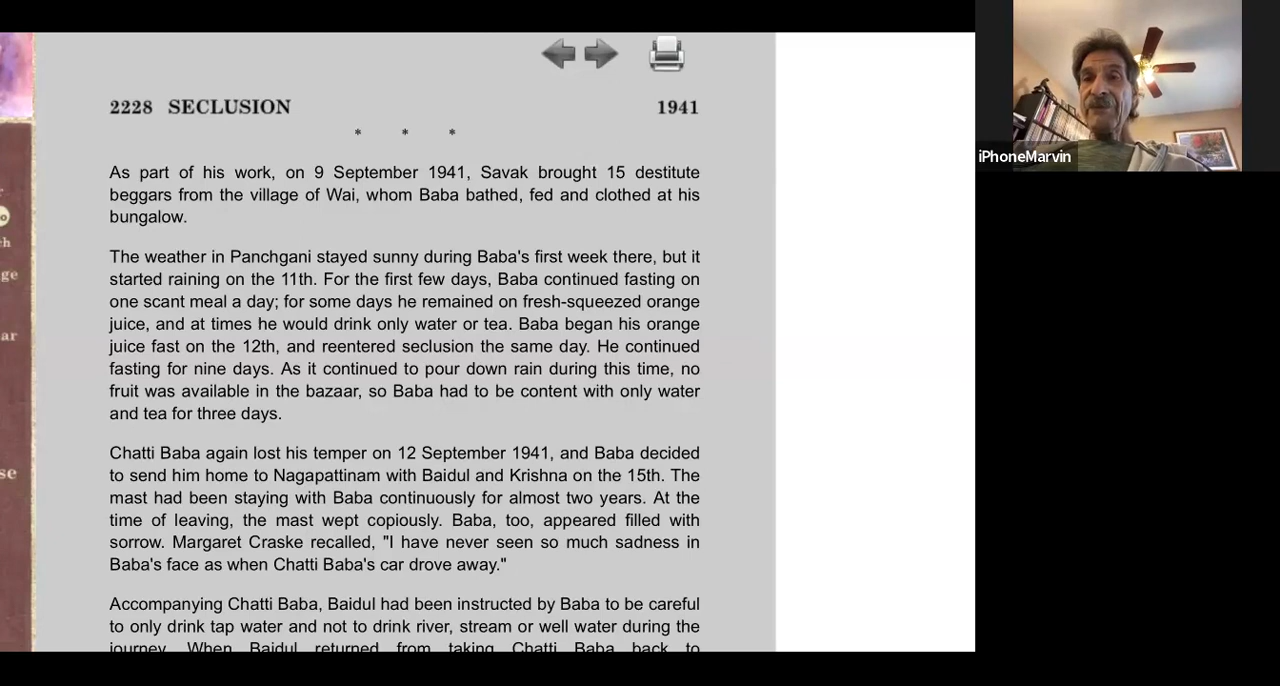 2228 SECLUSION 1941
* * *
As part of his work, on 9 September 1941, Savak brought 15 destitute
beggars from the village of Wai, whom Baba bathed, fed and clothed at his
bungalow.
The weather in Panchgani stayed sunny during Baba's first week there, but it
started raining on the 11th. For the first few days, Baba continued fasting on
one scant meal a day; for some days he remained on fresh-squeezed orange
juice, and at times he would drink only water or tea. Baba began his orange
juice fast on the 12th, and reentered seclusion the same day. He continued
fasting for nine days. As it continued to pour down rain during this time, no
fruit was available in the bazaar, so Baba had to be content with only water
and tea for three days.
Chatti Baba again lost his temper on 12 September 1941, and Baba decided
to send him home to Nagapattinam with Baidul and Krishna on the 15th. The
mast had been staying with Baba continuously for almost two years. At the
time of leaving, the mast wept copiously. Baba, too, appeared filled with
sorrow. Margaret Craske recalled, "I have never seen so much sadness in
Baba's face as when Chatti Baba's car drove away."
Accompanying Chatti Baba, Baidul had been instructed by Baba to be careful
to only drink tap water and not to drink river, stream or well water during the
journey. When Baidul returned from taking Chatti Baba back to
iPhoneMarvin